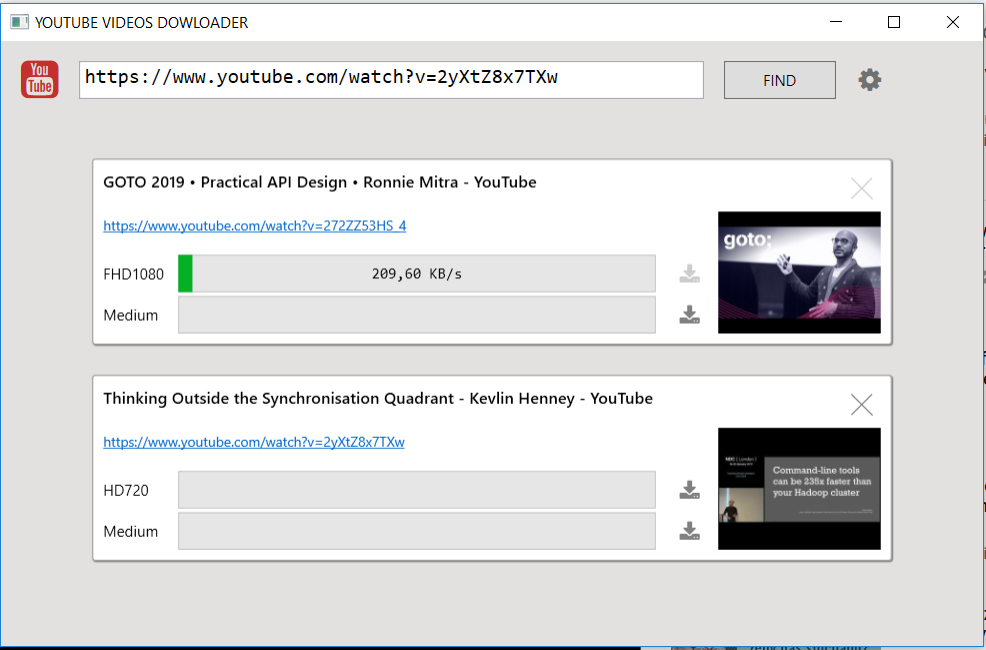 YOUTUBE VIDEOS DOWLOADER
You
Tube
https://www.youtube.com/watch?v=2yXtZ8x7TXw
FIND
GOTO 2019 • Practical API Design • Ronnie Mitra - YouTube
https://www.youtube.com/watch?v=272ZZ53HS_4
goto;
FHD1080
209,60 KB/s
Medium
Thinking Outside the Synchronisation Quadrant - Kevlin Henney - YouTube
https://www.youtube.com/watch?v=2yXtZ8x7TXw
Command-line tools
can be 235x faster than
your Hadoop cluster
HD720
Medium